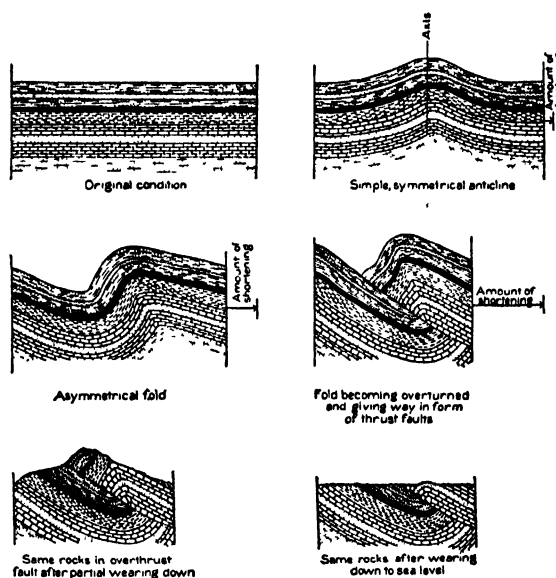 Axis
Amount of
Original condition
Simple, symmetrical anticline
Amount of
shortening
Amount of
shortening
Asymmetrical fold
Fold becoming overturned
and giving way in form
of thrust faults
Same rocks in overthrust
fault after partial wearing down
Same rocks after wearing
down to sea level